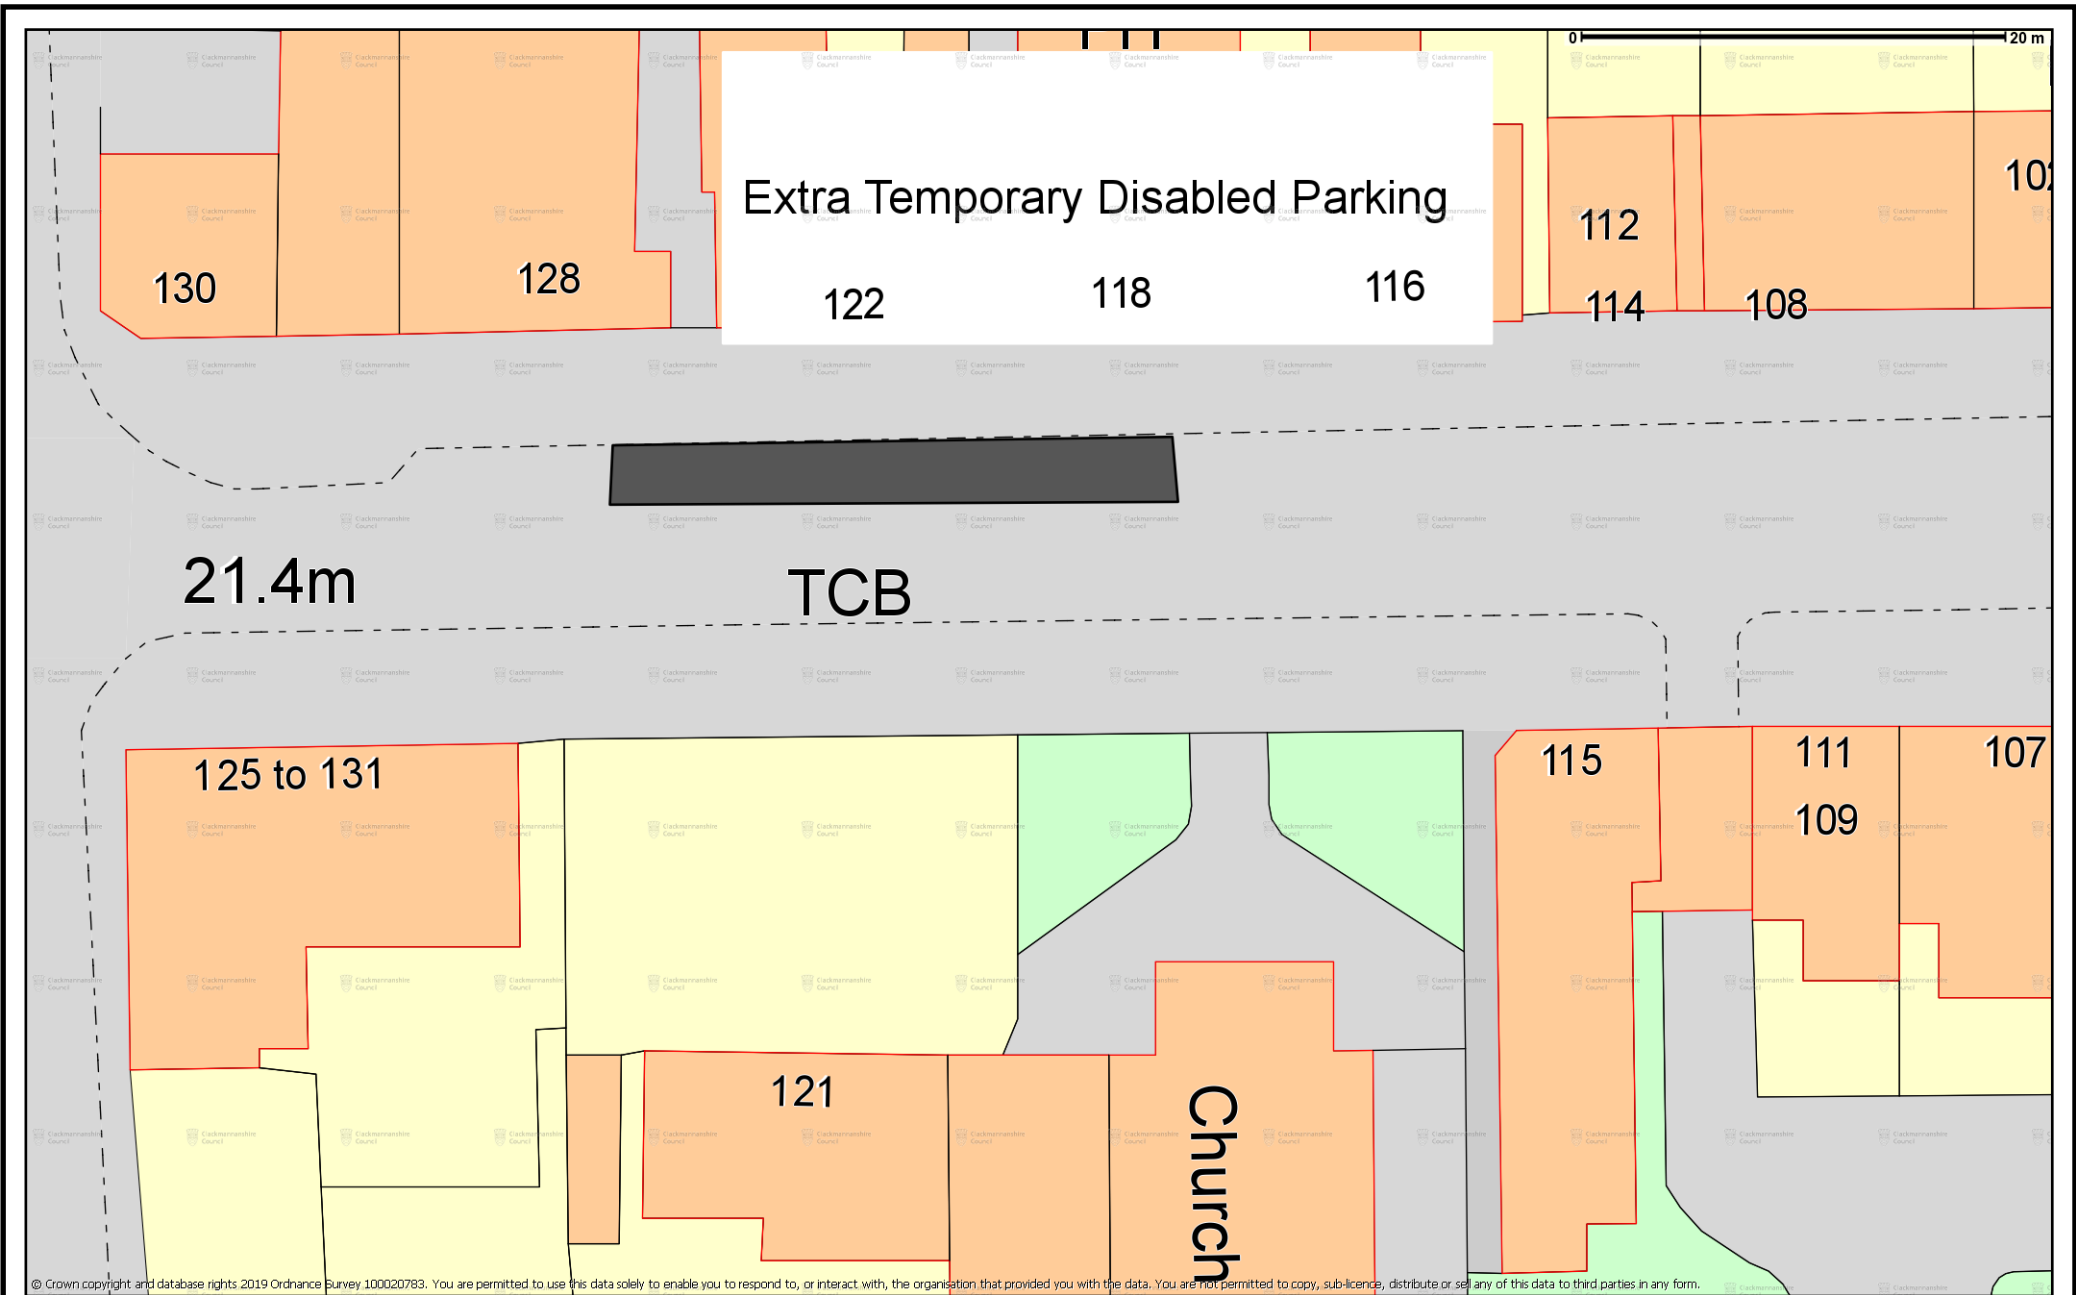 0 20 m
Extra Temporary Disabled Parking
102
112
130
128
122
118
116
114
108
21.4m
TCB
125 to 131
115
111
107
109
121
Church
Clackmannanshire
Council
© Crown copyright and database rights 2019 Ordnance Survey 100020783. You are permitted to use this data solely to enable you to respond to, or interact with, the organisation that provided you with the data. You are not permitted to copy, sub-licence, distribute or sell any of this data to third parties in any form.